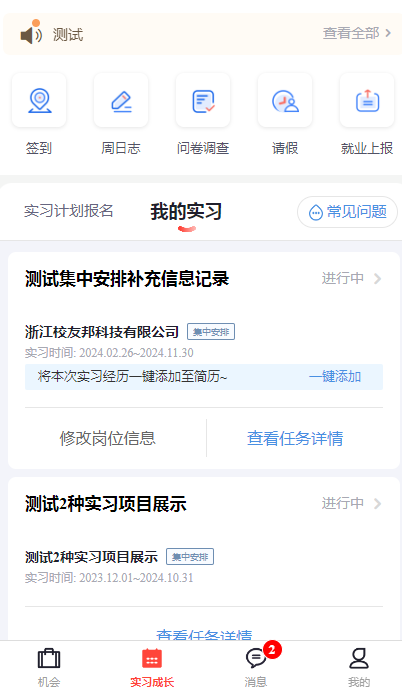 测试 查看全部
签到 周日志 问卷调查 请假 就业上报
实习计划报名 我的实习 常见问题
测试集中安排补充信息记录 进行中
浙江校友邦科技有限公司 集中安排
实习时间: 2024.02.26~2024.11.30
将本次实习经历一键添加至简历~ 一键添加
修改岗位信息 查看任务详情
测试2种实习项目展示 进行中
测试2种实习项目展示 集中安排
实习时间: 2023.12.01~2024.10.31
查看任务详情
2
机会 实习成长 消息 我的